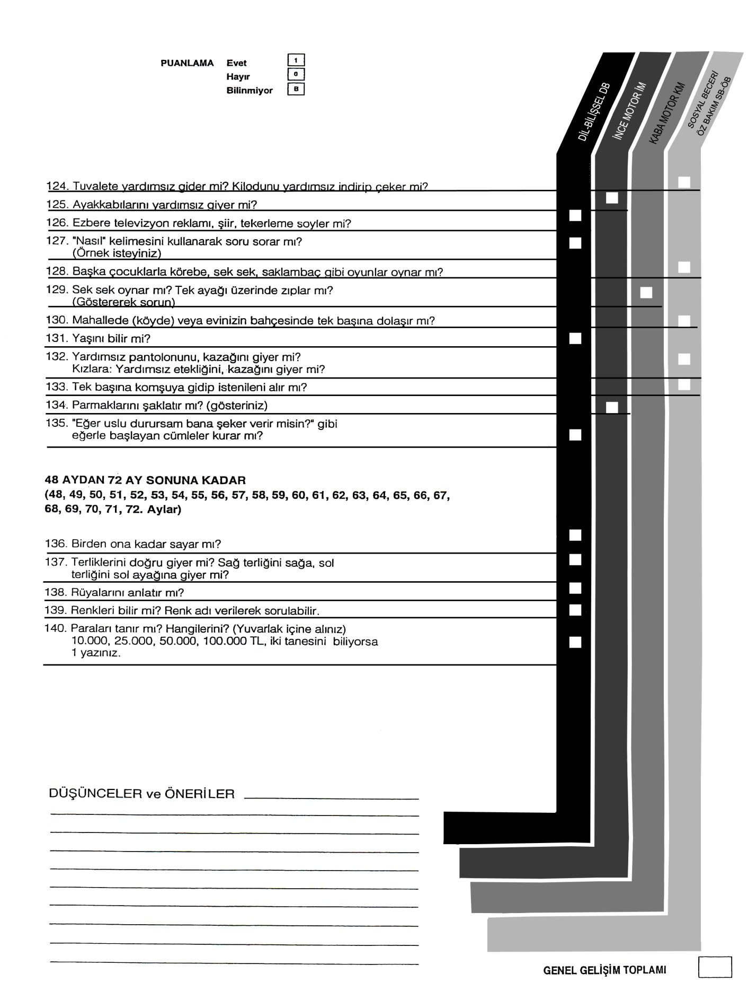 PUANLAMA Evet 1
Hayır 0
Bilinmiyor B
DİL-BİLİŞSEL DB
İNCE MOTOR İM
KABA MOTOR KM
SOSYAL BECERİ
ÖZ BAKIM SB-ÖB
124. Tuvalete yardımsız gider mi? Kilodunu yardımsız indirip çeker mi?
125. Ayakkabılarını yardımsız giyer mi?
126. Ezbere televizyon reklamı, şiir, tekerleme soyler mi?
127. "Nasıl" kelimesini kullanarak soru sorar mı?
(Örnek isteyiniz)
128. Başka çocuklarla körebe, sek sek, saklambaç gibi oyunlar oynar mı?
129. Sek sek oynar mı? Tek ayağı üzerinde zıplar mı?
(Göstererek sorun)
130. Mahallede (köyde) veya evinizin bahçesinde tek başına dolaşır mı?
131. Yaşını bilir mi?
132. Yardımsız pantolonunu, kazağını giyer mi?
Kızlara: Yardımsız etekliğini, kazağını giyer mi?
133. Tek başına komşuya gidip istenileni alır mı?
134. Parmaklarını şaklatır mı? (gösteriniz)
135. "Eğer uslu durursam bana şeker verir misin?" gibi
eğerle başlayan cümleler kurar mı?
48 AYDAN 72 AY SONUNA KADAR
(48, 49, 50, 51, 52, 53, 54, 55, 56, 57, 58, 59, 60, 61, 62, 63, 64, 65, 66, 67,
68, 69, 70, 71, 72. Aylar)
136. Birden ona kadar sayar mı?
137. Terliklerini doğru giyer mi? Sağ terliğini sağa, sol
terliğini sol ayağına giyer mi?
138. Rüyalarını anlatır mı?
139. Renkleri bilir mi? Renk adı verilerek sorulabilir.
140. Paraları tanır mı? Hangilerini? (Yuvarlak içine alınız)
10.000, 25.000, 50.000, 100.000 TL, iki tanesini biliyorsa
1 yazınız.
DÜŞÜNCELER ve ÖNERİLER
GENEL GELİŞİM TOPLAMI